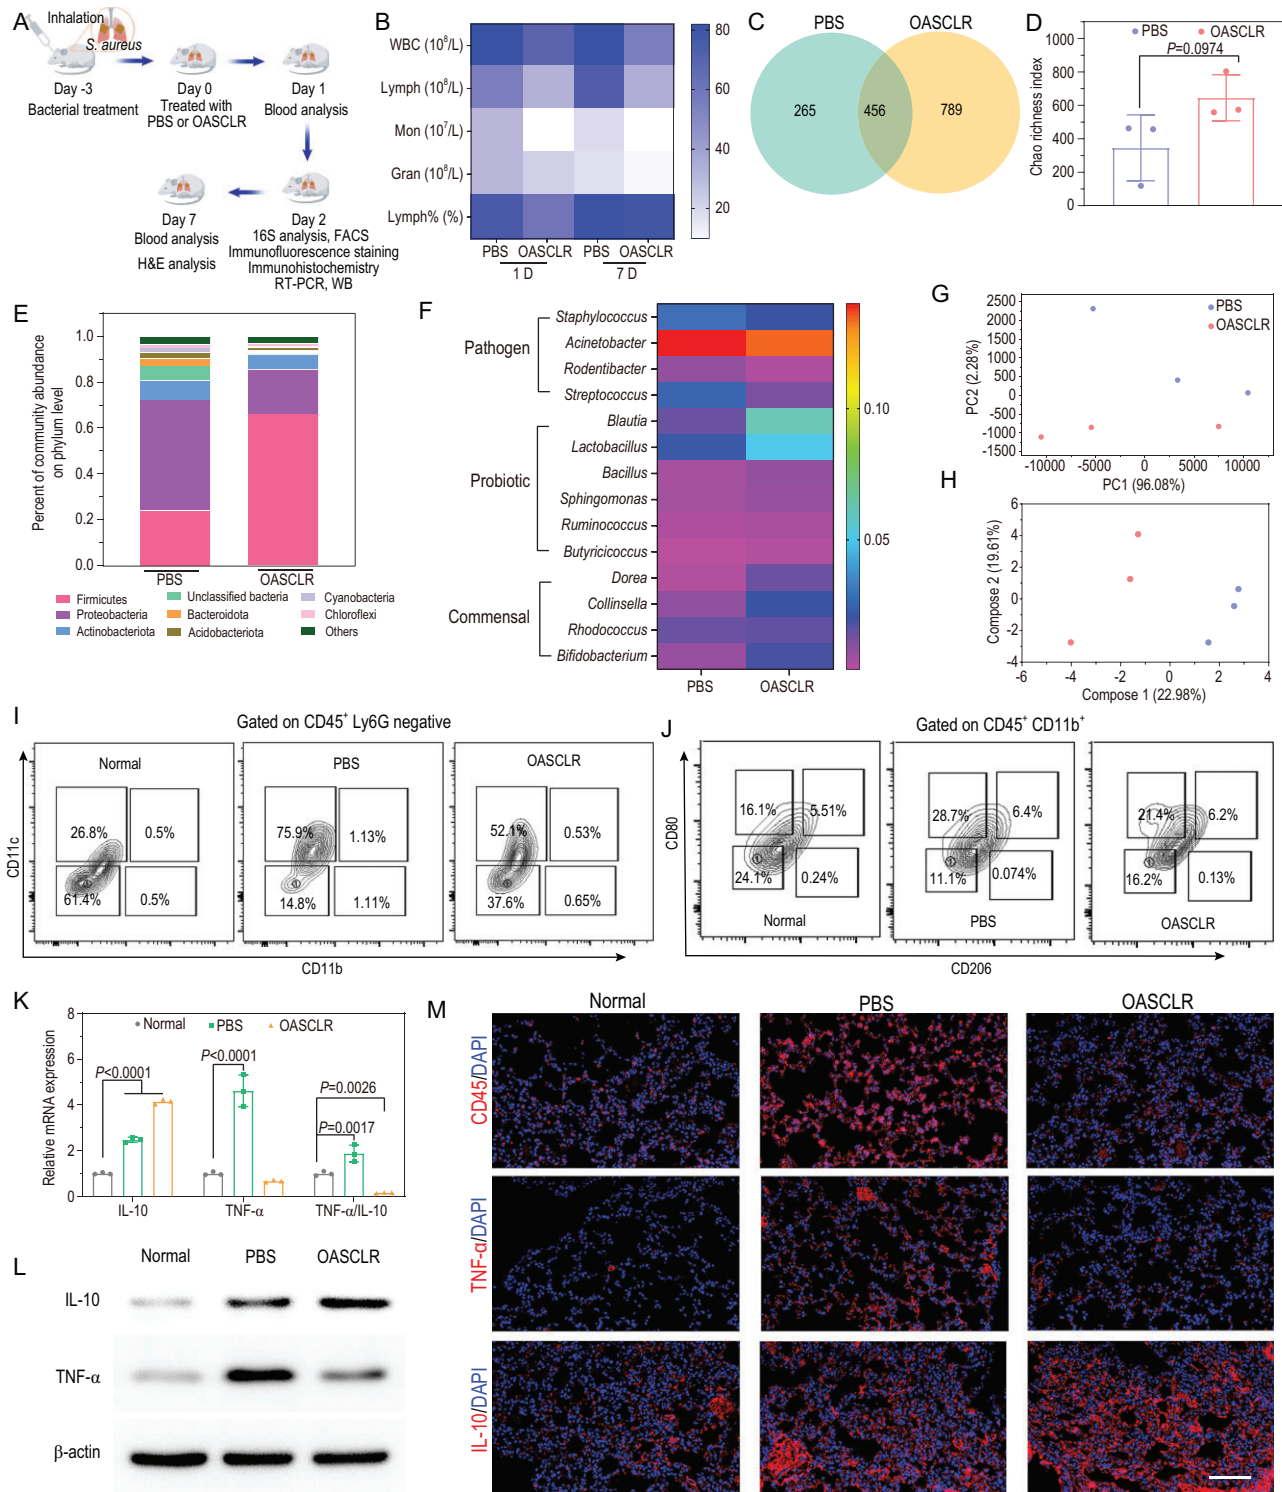 A
Inhalation
S. aureus
Day -3
Bacterial treatment
Day 0
Treated with
PBS or OASCLR
Day 1
Blood analysis
Day 7
Blood analysis
H&E analysis
Day 2
16S analysis, FACS
Immunofluorescence staining
Immunohistochemistry
RT-PCR, WB
B
WBC (10⁸/L)
Lymph (10⁸/L)
Mon (10⁷/L)
Gran (10⁸/L)
Lymph% (%)
PBS OASCLR PBS OASCLR
1 D 7 D
80
60
40
20
C
PBS OASCLR
265 456 789
D
PBS OASCLR
P=0.0974
Chao richness index
1000
800
600
400
200
0
E
Percent of community abundance
on phylum level
1.0
0.8
0.6
0.4
0.2
0.0
PBS OASCLR
Firmicutes
Proteobacteria
Actinobacteriota
Unclassified bacteria
Bacteroidota
Acidobacteriota
Cyanobacteria
Chloroflexi
Others
F
Pathogen
Probiotic
Commensal
Staphylococcus
Acinetobacter
Rodentibacter
Streptococcus
Blautia
Lactobacillus
Bacillus
Sphingomonas
Ruminococcus
Butyricicoccus
Dorea
Collinsella
Rhodococcus
Bifidobacterium
PBS OASCLR
0.10
0.05
G
PBS
OASCLR
PC2 (2.28%)
2500
2000
1500
1000
500
0
-500
-1000
-1500
-10000 -5000 0 5000 10000
PC1 (96.08%)
H
Compose 2 (19.61%)
6
4
2
0
-2
-4
-6 -4 -2 0 2 4
Compose 1 (22.98%)
I
Gated on CD45⁺ Ly6G negative
Normal
26.8% 0.5%
61.4% 0.5%
PBS
75.9% 1.13%
14.8% 1.11%
OASCLR
52.1% 0.53%
37.6% 0.65%
CD11c
CD11b
J
Gated on CD45⁺ CD11b⁺
16.1% 5.51%
24.1% 0.24%
Normal
28.7% 6.4%
11.1% 0.074%
PBS
21.4% 6.2%
16.2% 0.13%
OASCLR
CD80
CD206
K
Relative mRNA expression
8
6
4
2
0
Normal PBS OASCLR
P<0.0001
P<0.0001
P=0.0026
P=0.0017
IL-10 TNF-α TNF-α/IL-10
L
Normal PBS OASCLR
IL-10
TNF-α
β-actin
M
Normal PBS OASCLR
CD45/DAPI
TNF-α/DAPI
IL-10/DAPI